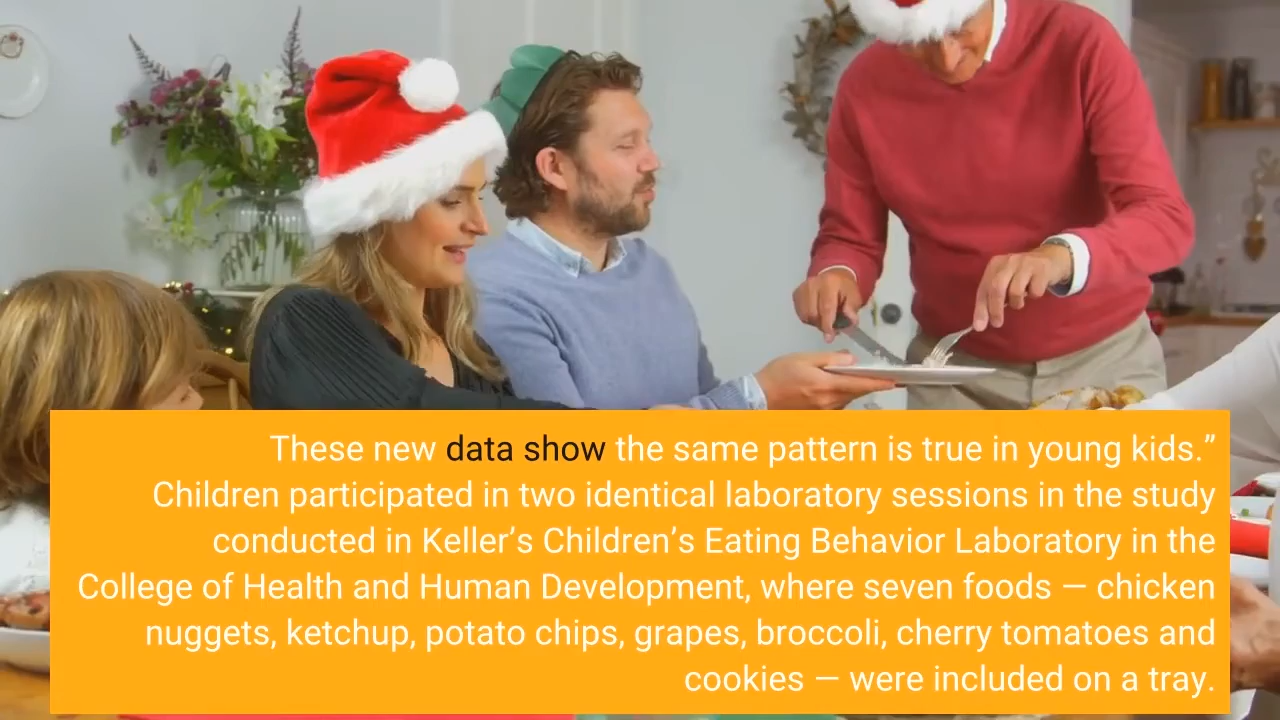 These new data show the same pattern is true in young kids.”
Children participated in two identical laboratory sessions in the study
conducted in Keller’s Children’s Eating Behavior Laboratory in the
College of Health and Human Development, where seven foods — chicken
nuggets, ketchup, potato chips, grapes, broccoli, cherry tomatoes and
cookies — were included on a tray.